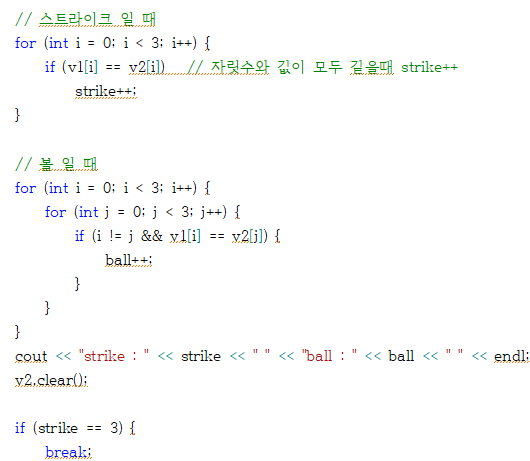 // 스트라이크 일 때
for (int i = 0; i < 3; i++) {
if (v1[i] == v2[i])   // 자릿수와 값이 모두 같을때 strike++
strike++;
}
// 볼 일 때
for (int i = 0; i < 3; i++) {
for (int j = 0; j < 3; j++) {
if (i != j && v1[i] == v2[j]) {
ball++;
}
}
}
cout << "strike : " << strike << " " << "ball : " << ball << " " << endl;
v2.clear();
if (strike == 3) {
break;